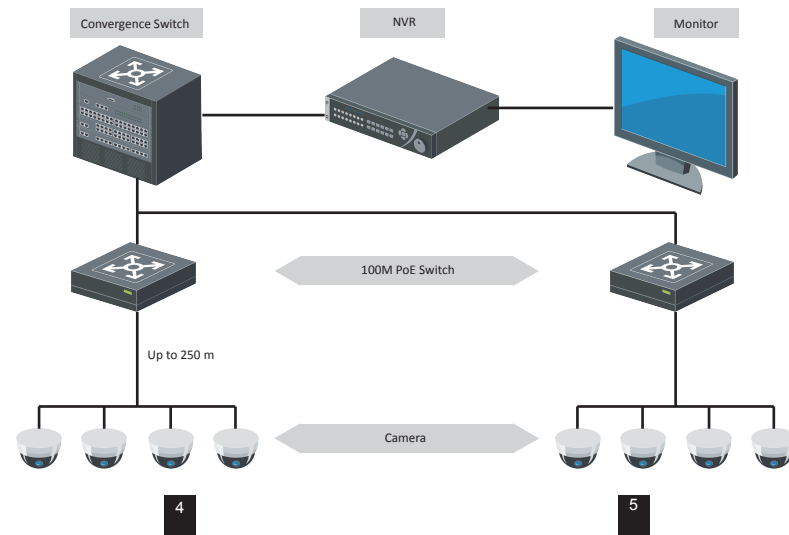 Convergence Switch
NVR
Monitor
100M PoE Switch
Up to 250 m
Camera
4
5